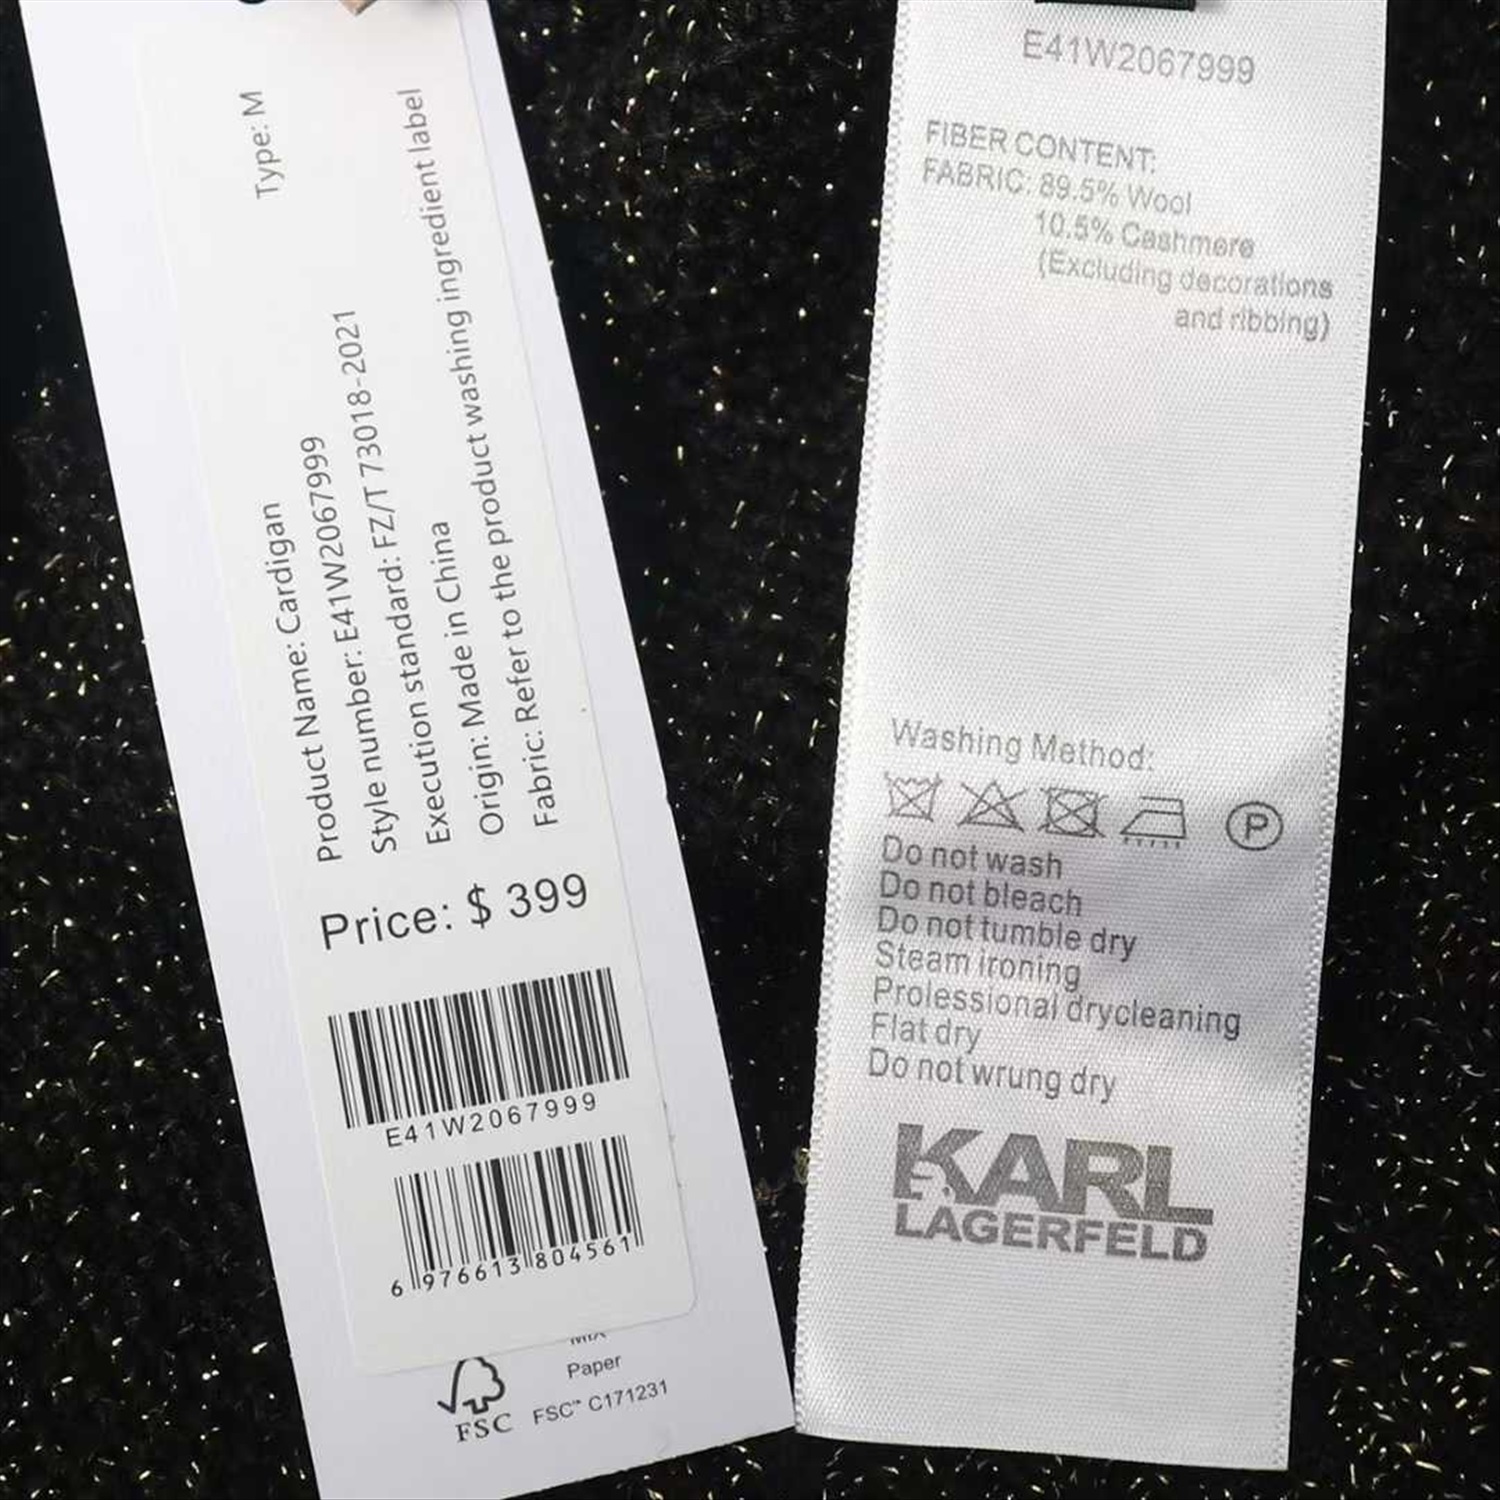 Type: M
Product Name: Cardigan
Style number: E41W2067999
Execution standard: FZ/T 73018-2021
Origin: Made in China
Fabric: Refer to the product washing ingredient label
Price: $ 399
E41W2067999
6 976613 804561
MIX
Paper
FSC™ C171231
FSC
E41W2067999
FIBER CONTENT:
FABRIC: 89.5% Wool
10.5% Cashmere
(Excluding decorations
and ribbing)
Washing Method:
P
Do not wash
Do not bleach
Do not tumble dry
Steam ironing
Prolessional drycleaning
Flat dry
Do not wrung dry
KARL
LAGERFELD